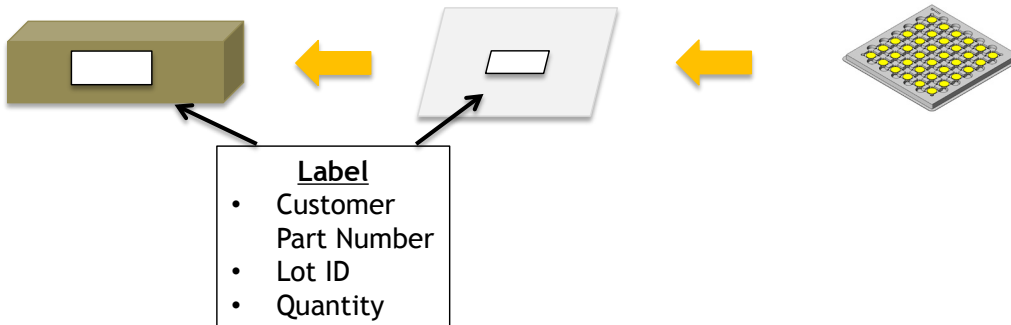 Label
• Customer
Part Number
• Lot ID
• Quantity